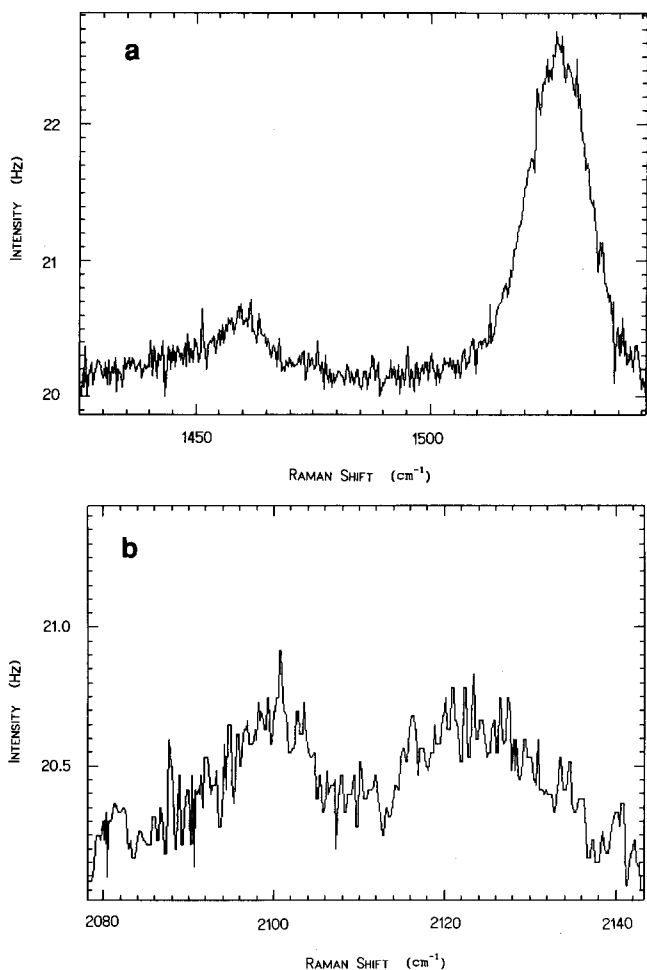 a
22
21
20
INTENSITY (Hz)
1450 1500
RAMAN SHIFT (cm⁻¹)
b
21.0
20.5
INTENSITY (Hz)
2080 2100 2120 2140
RAMAN SHIFT (cm⁻¹)